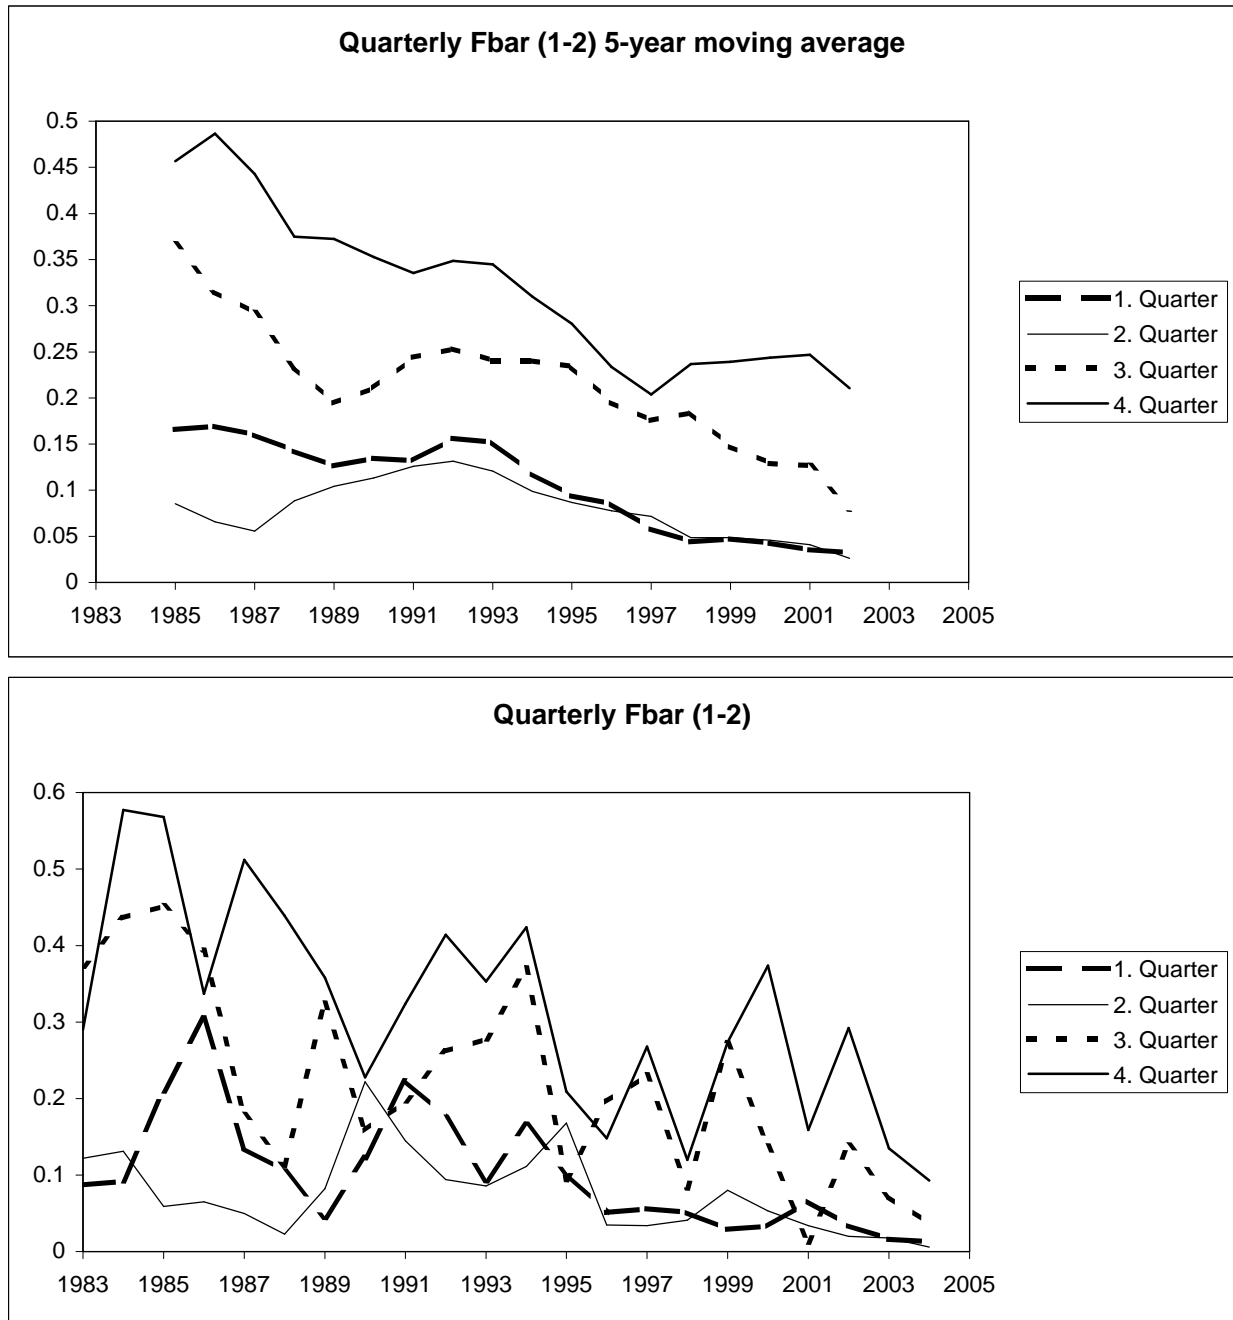 Quarterly Fbar (1-2) 5-year moving average
0.5
0.45
0.4
0.35
0.3
0.25
0.2
0.15
0.1
0.05
0
1983 1985 1987 1989 1991 1993 1995 1997 1999 2001 2003 2005
1. Quarter
2. Quarter
3. Quarter
4. Quarter
Quarterly Fbar (1-2)
0.6
0.5
0.4
0.3
0.2
0.1
0
1983 1985 1987 1989 1991 1993 1995 1997 1999 2001 2003 2005
1. Quarter
2. Quarter
3. Quarter
4. Quarter